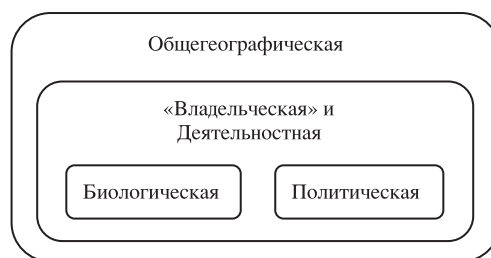 Общегеографическая
«Владельческая» и
Деятельностная
Биологическая
Политическая